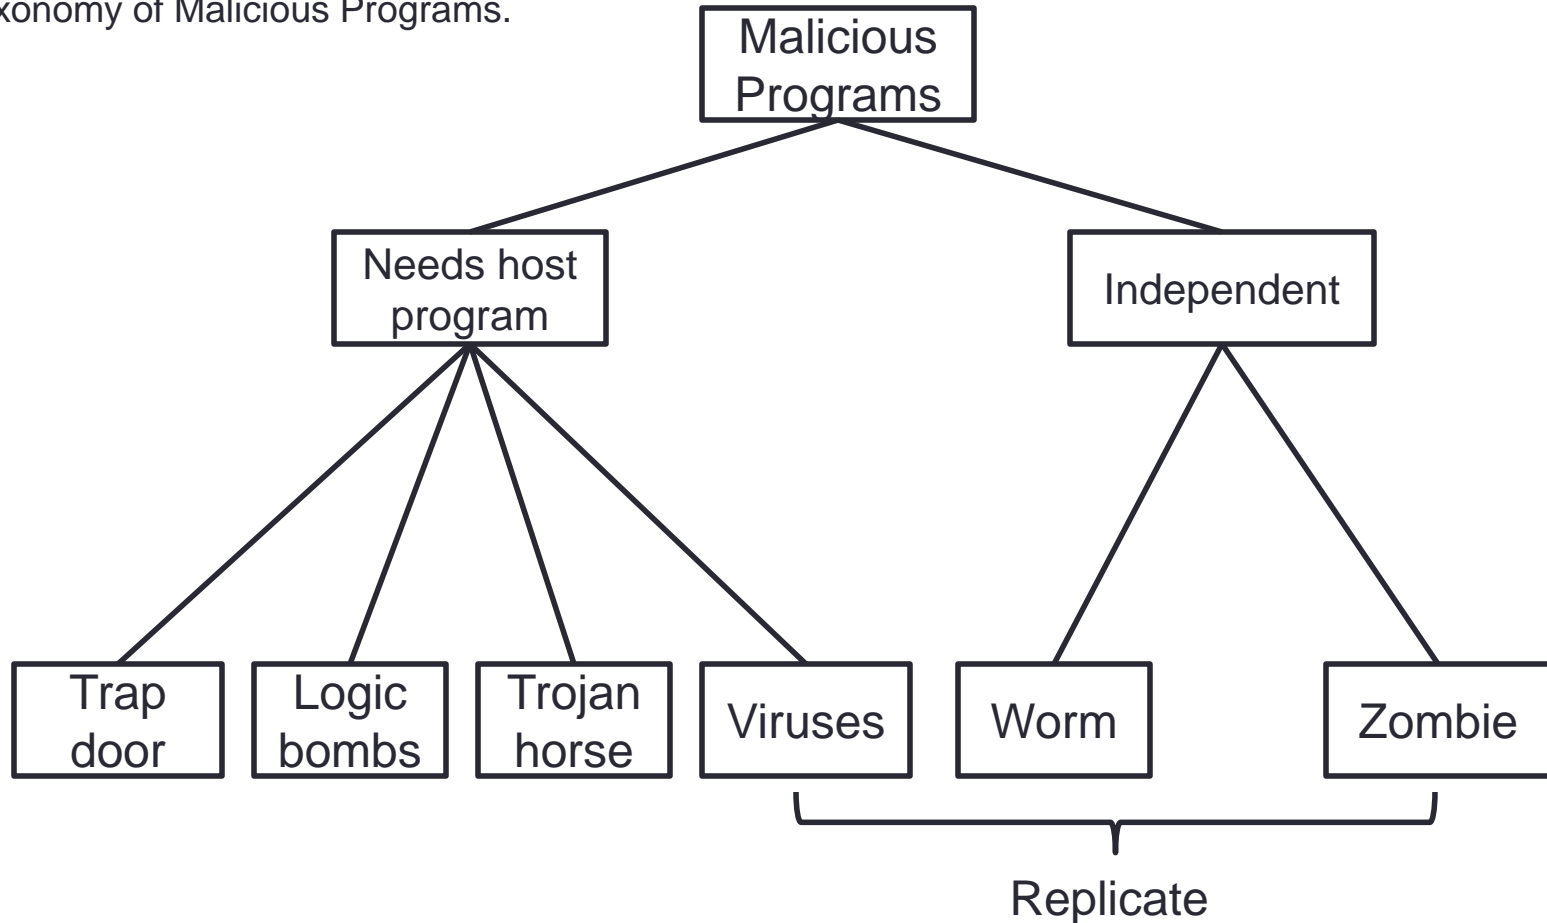 xonomy of Malicious Programs.
Malicious
Programs
Needs host
program
Independent
Trap
door
Logic
bombs
Trojan
horse
Viruses
Worm
Zombie
Replicate